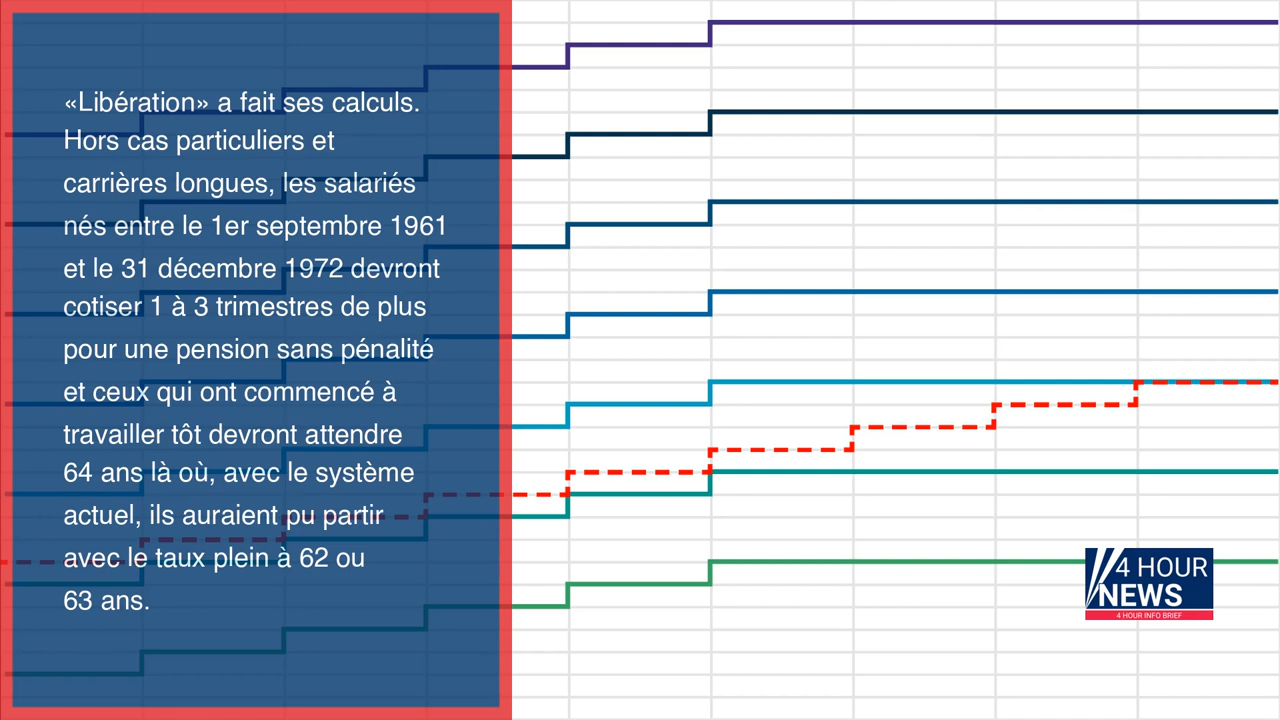 «Libération» a fait ses calculs.
Hors cas particuliers et
carrières longues, les salariés
nés entre le 1er septembre 1961
et le 31 décembre 1972 devront
cotiser 1 à 3 trimestres de plus
pour une pension sans pénalité
et ceux qui ont commencé à
travailler tôt devront attendre
64 ans là où, avec le système
actuel, ils auraient pu partir
avec le taux plein à 62 ou
63 ans.
4 HOUR
NEWS
4 HOUR INFO BRIEF